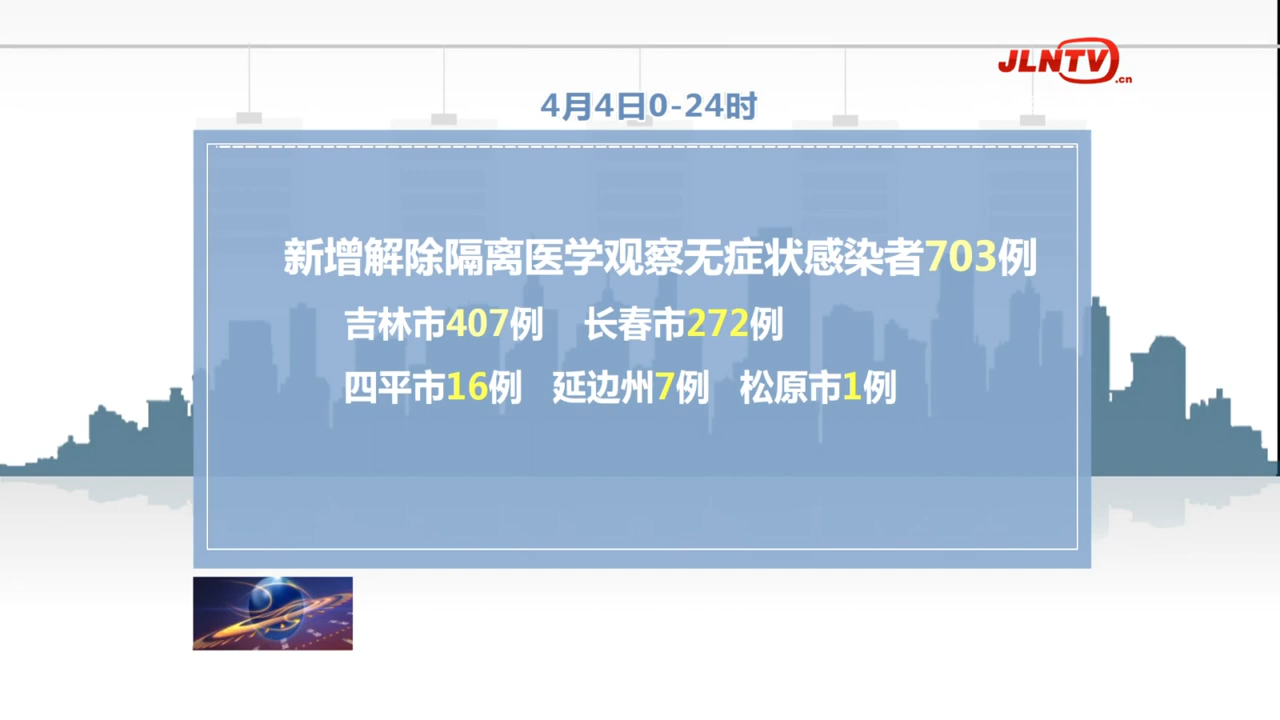 JLNTV.cn
4月4日0-24时
新增解除隔离医学观察无症状感染者703例
吉林市407例 长春市272例
四平市16例 延边州7例 松原市1例